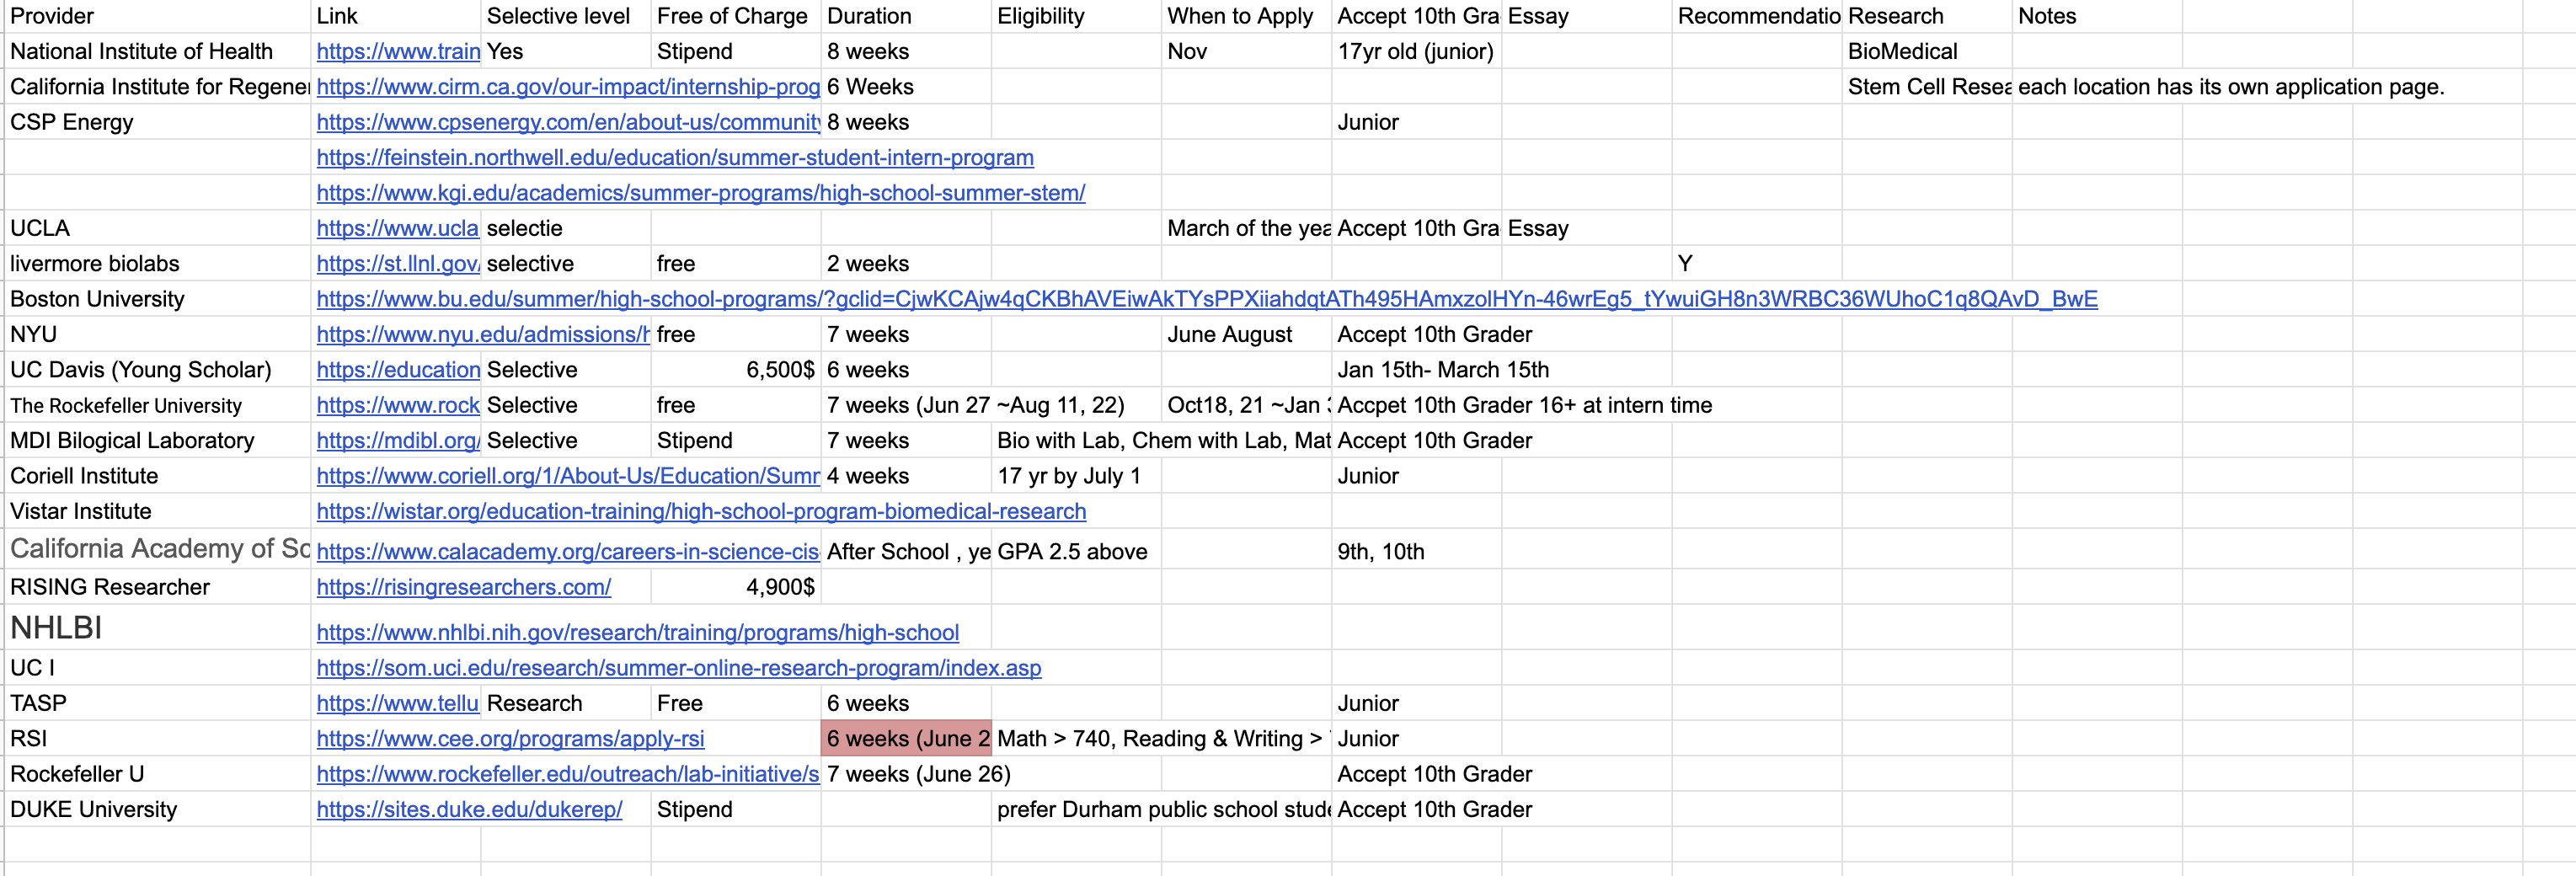 Provider Link Selective level Free of Charge Duration Eligibility When to Apply Accept 10th Gra Essay Recommendatio Research Notes
National Institute of Health https://www.train Yes Stipend 8 weeks Nov 17yr old (junior) BioMedical
California Institute for Regene https://www.cirm.ca.gov/our-impact/internship-prog 6 Weeks Stem Cell Resea each location has its own application page.
CSP Energy https://www.cpsenergy.com/en/about-us/community 8 weeks Junior
https://feinstein.northwell.edu/education/summer-student-intern-program
https://www.kgi.edu/academics/summer-programs/high-school-summer-stem/
UCLA https://www.ucla selectie March of the yea Accept 10th Gra Essay
livermore biolabs https://st.llnl.gov/ selective free 2 weeks Y
Boston University https://www.bu.edu/summer/high-school-programs/?gclid=CjwKCAjw4qCKBhAVEiwAkTYsPPXiiahdqtATh495HAmxzolHYn-46wrEg5_tYwuiGH8n3WRBC36WUhoC1q8QAvD_BwE
NYU https://www.nyu.edu/admissions/h free 7 weeks June August Accept 10th Grader
UC Davis (Young Scholar) https://education Selective 6,500$ 6 weeks Jan 15th- March 15th
The Rockefeller University https://www.rock Selective free 7 weeks (Jun 27 ~Aug 11, 22) Oct18, 21 ~Jan Accpet 10th Grader 16+ at intern time
MDI Bilogical Laboratory https://mdibl.org/ Selective Stipend 7 weeks Bio with Lab, Chem with Lab, Mat Accept 10th Grader
Coriell Institute https://www.coriell.org/1/About-Us/Education/Summ 4 weeks 17 yr by July 1 Junior
Vistar Institute https://wistar.org/education-training/high-school-program-biomedical-research
California Academy of Sc https://www.calacademy.org/careers-in-science-cis- After School , ye GPA 2.5 above 9th, 10th
RISING Researcher https://risingresearchers.com/ 4,900$
NHLBI https://www.nhlbi.nih.gov/research/training/programs/high-school
UC I https://som.uci.edu/research/summer-online-research-program/index.asp
TASP https://www.tellu Research Free 6 weeks Junior
RSI https://www.cee.org/programs/apply-rsi 6 weeks (June 2 Math > 740, Reading & Writing > Junior
Rockefeller U https://www.rockefeller.edu/outreach/lab-initiative/s 7 weeks (June 26) Accept 10th Grader
DUKE University https://sites.duke.edu/dukerep/ Stipend prefer Durham public school stude Accept 10th Grader